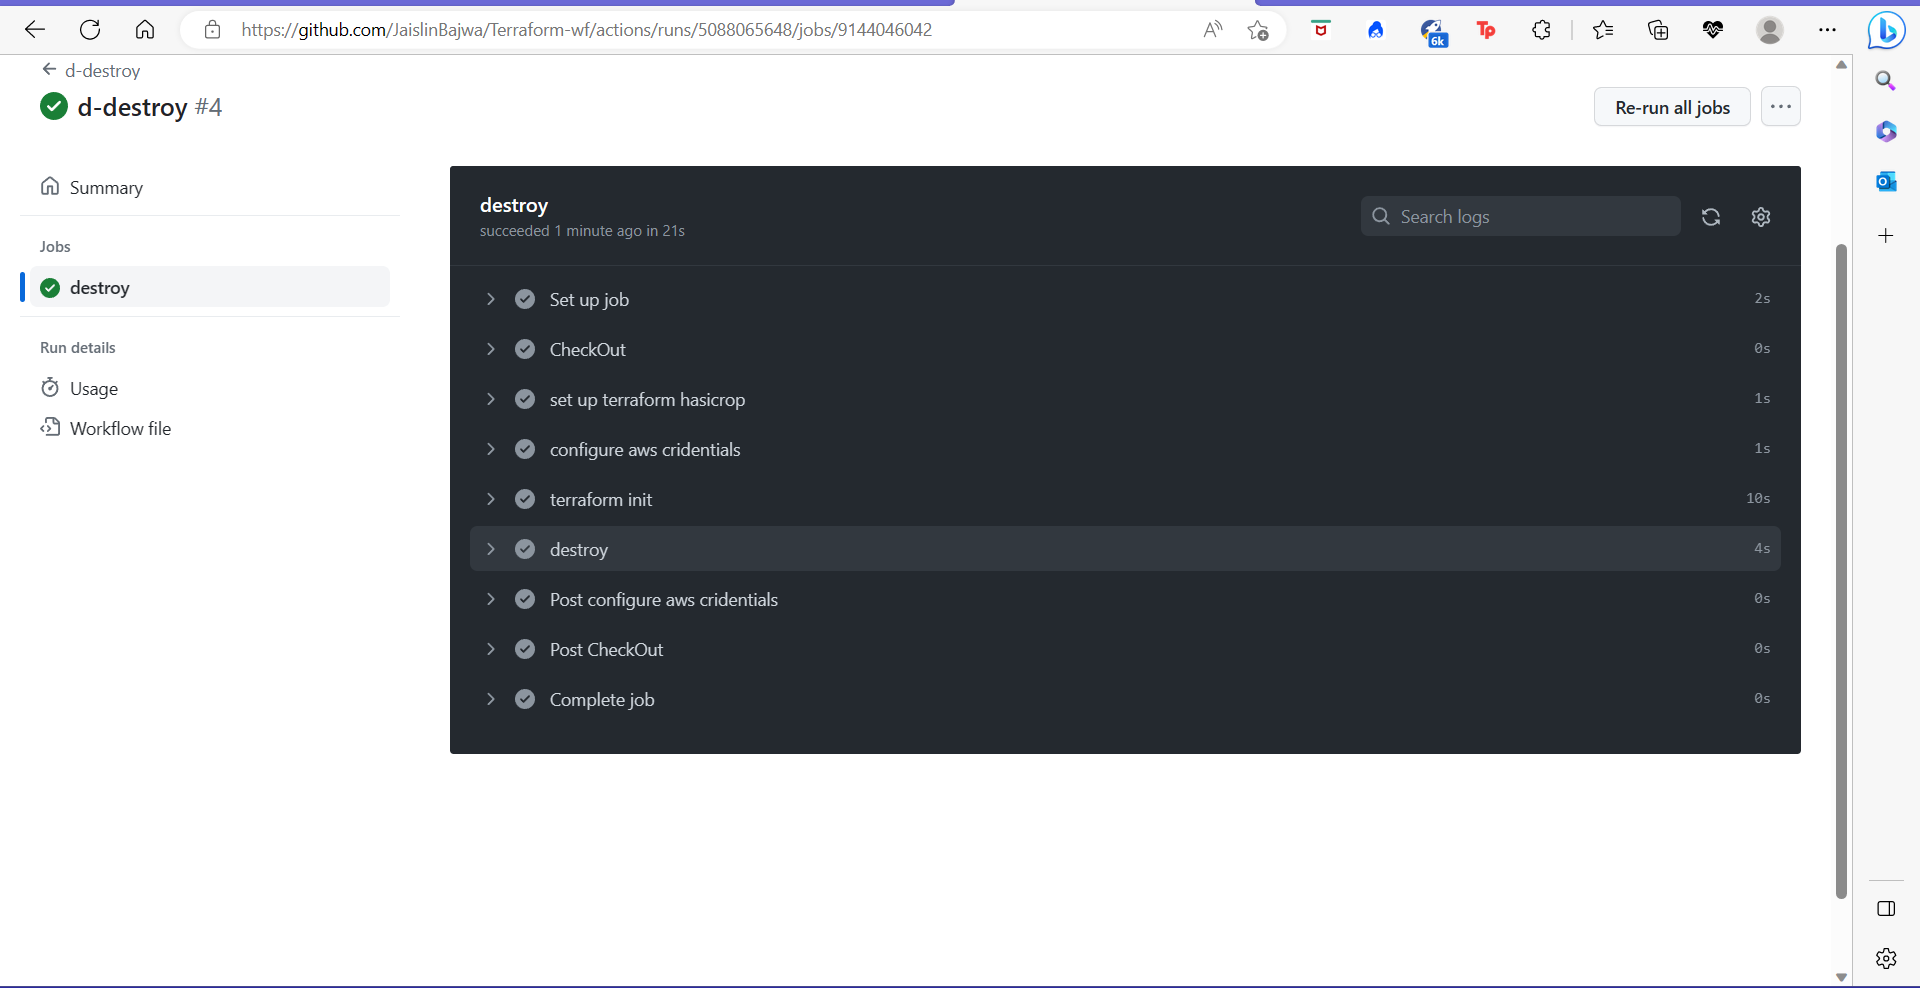 https://github.com/JaislinBajwa/Terraform-wf/actions/runs/5088065648/jobs/9144046042
6k
Tp
d-destroy
d-destroy #4
Re-run all jobs
Summary
Jobs
destroy
Run details
Usage
Workflow file
destroy
succeeded 1 minute ago in 21s
Search logs
Set up job 2s
CheckOut 0s
set up terraform hasicrop 1s
configure aws cridentials 1s
terraform init 10s
destroy 4s
Post configure aws cridentials 0s
Post CheckOut 0s
Complete job 0s